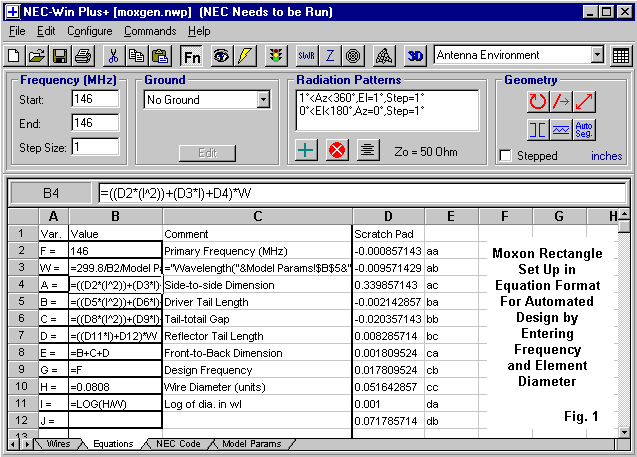 NEC-Win Plus+ [moxgen.nwp] (NEC Needs to be Run)
File Edit Configure Commands Help
Fn SWR Z 3D Antenna Environment
Frequency (MHz) Ground Radiation Patterns Geometry
Start: 146
End: 146
Step Size: 1
No Ground
Edit
1°<Az<360°,El=1°,Step=1°
0°<El<180°,Az=0°,Step=1°
Zo = 50 Ohm
Auto Seg.
Stepped inches
B4 =((D2*(I^2))+(D3*I)+D4)*W
A B C D E F G H
1 Var. Value Comment Scratch Pad
2 F = 146 Primary Frequency (MHz) -0.000857143 aa
3 W = =299.8/B2/Model Pa ="Wavelength("&Model Params!$B$5&" -0.009571429 ab
4 A = =((D2*(I^2))+(D3*I)- Side-to-side Dimension 0.339857143 ac
5 B = =((D5*(I^2))+(D6*I)- Driver Tail Length -0.002142857 ba
6 C = =((D8*(I^2))+(D9*I)- Tail-totail Gap -0.020357143 bb
7 D = =((D11*I)+D12)*W Reflector Tail Length 0.008285714 bc
8 E = =B+C+D Front-to-Back Dimension 0.001809524 ca
9 G = =F Design Frequency 0.017809524 cb
10 H = =0.0808 Wire Diameter (units) 0.051642857 cc
11 I = =LOG(H/W) Log of dia. in wl 0.001 da
12 J = 0.071785714 db
13
Moxon Rectangle
Set Up in
Equation Format
For Automated
Design by
Entering
Frequency
and Element
Diameter
Fig. 1
Wires Equations NEC Code Model Params